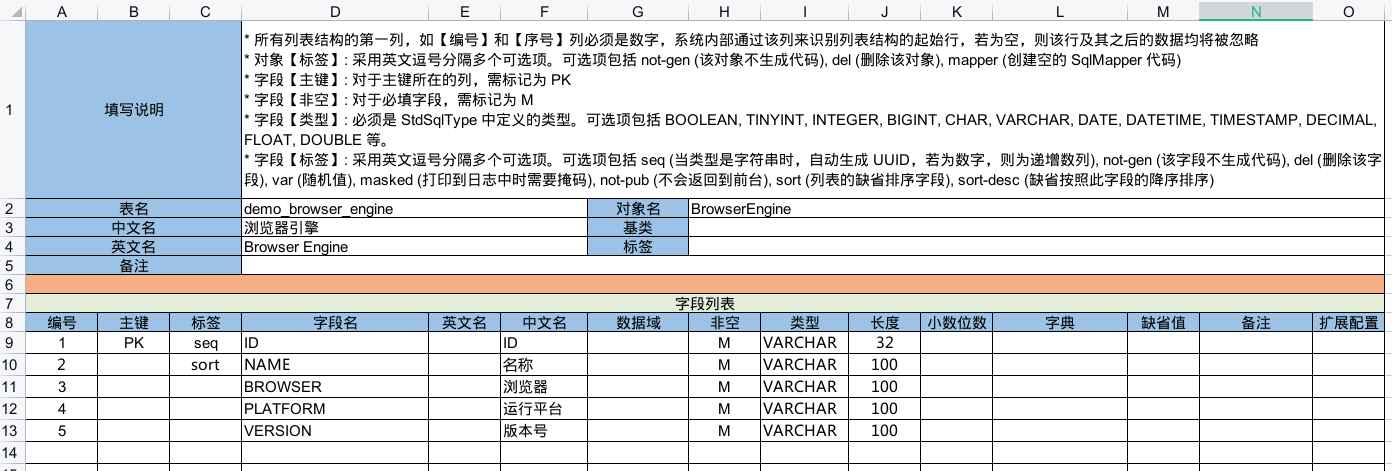 A B C D E F G H I J K L M N O
1 填写说明
* 所有列表结构的第一列，如【编号】和【序号】列必须是数字，系统内部通过该列来识别列表结构的起始行，若为空，则该行及其之后的数据均将被忽略
* 对象【标签】: 采用英文逗号分隔多个可选项。可选项包括 not-gen (该对象不生成代码), del (删除该对象), mapper (创建空的 SqlMapper 代码)
* 字段【主键】: 对于主键所在的列，需标记为 PK
* 字段【非空】: 对于必填字段，需标记为 M
* 字段【类型】: 必须是 StdSqlType 中定义的类型。可选项包括 BOOLEAN, TINYINT, INTEGER, BIGINT, CHAR, VARCHAR, DATE, DATETIME, TIMESTAMP, DECIMAL,
FLOAT, DOUBLE 等。
* 字段【标签】: 采用英文逗号分隔多个可选项。可选项包括 seq (当类型是字符串时，自动生成 UUID，若为数字，则为递增数列), not-gen (该字段不生成代码), del (删除该字
段), var (随机值), masked (打印到日志中时需要掩码), not-pub (不会返回到前台), sort (列表的缺省排序字段), sort-desc (缺省按照此字段的降序排序)
2 表名 demo_browser_engine 对象名 BrowserEngine
3 中文名 浏览器引擎 基类
4 英文名 Browser Engine 标签
5 备注
6
7 字段列表
8 编号 主键 标签 字段名 英文名 中文名 数据域 非空 类型 长度 小数位数 字典 缺省值 备注 扩展配置
9 1 PK seq ID ID M VARCHAR 32
10 2 sort NAME 名称 M VARCHAR 100
11 3 BROWSER 浏览器 M VARCHAR 100
12 4 PLATFORM 运行平台 M VARCHAR 100
13 5 VERSION 版本号 M VARCHAR 100
14